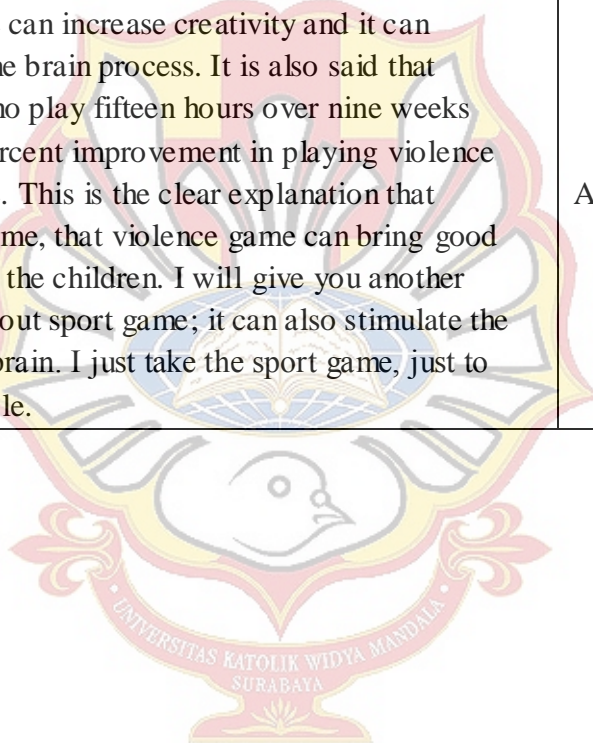 can increase creativity and it can
e brain process. It is also said that
o play fifteen hours over nine weeks
rcent improvement in playing violence
. This is the clear explanation that A
me, that violence game can bring good
the children. I will give you another
out sport game; it can also stimulate the
brain. I just take the sport game, just to
le.
UNIVERSITAS KATOLIK WIDYA MANDALA
SURABAYA